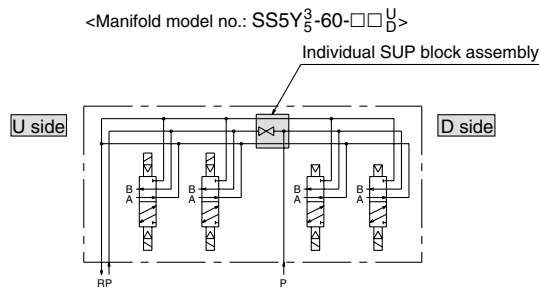 <Manifold model no.: SS5Y3/5-60-□□U/D>
Individual SUP block assembly
U side
D side
B
A
B
A
B
A
B
A
RP
P